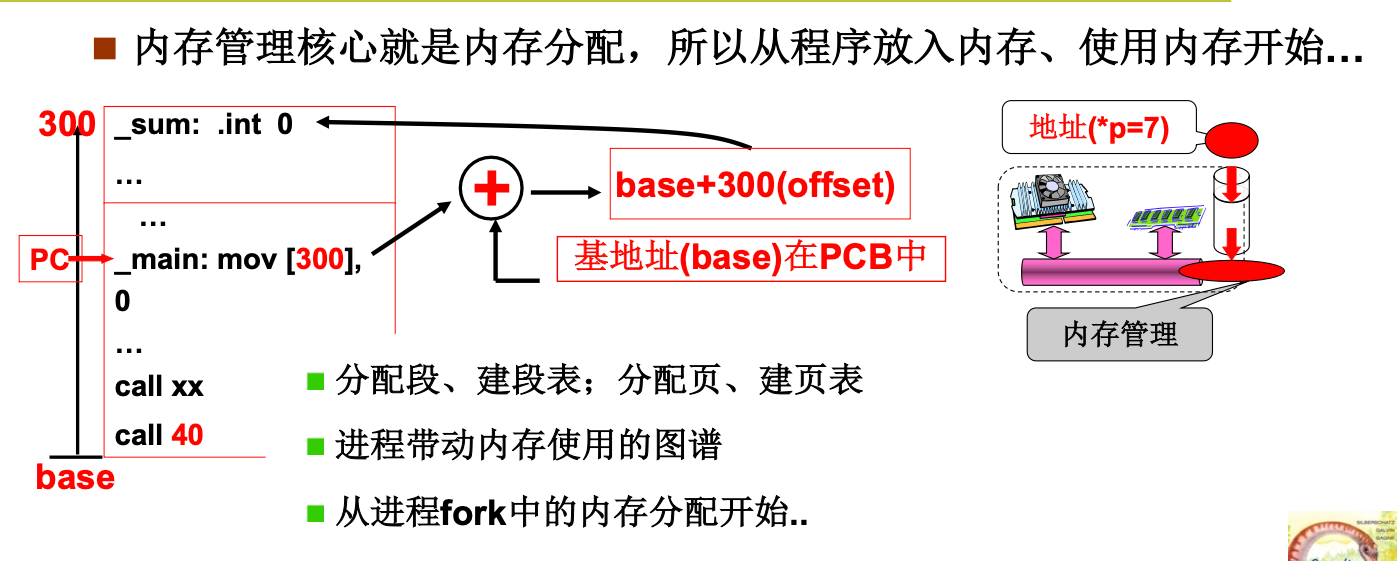 ■ 内存管理核心就是内存分配，所以从程序放入内存、使用内存开始...
300
_sum: .int 0
...
...
PC
_main: mov [300],
0
...
call xx
call 40
base
+
base+300(offset)
基地址(base)在PCB中
地址(*p=7)
内存管理
■ 分配段、建段表；分配页、建页表
■ 进程带动内存使用的图谱
■ 从进程fork中的内存分配开始..
SILBERSCHATZ
GALVIN
GAGNE